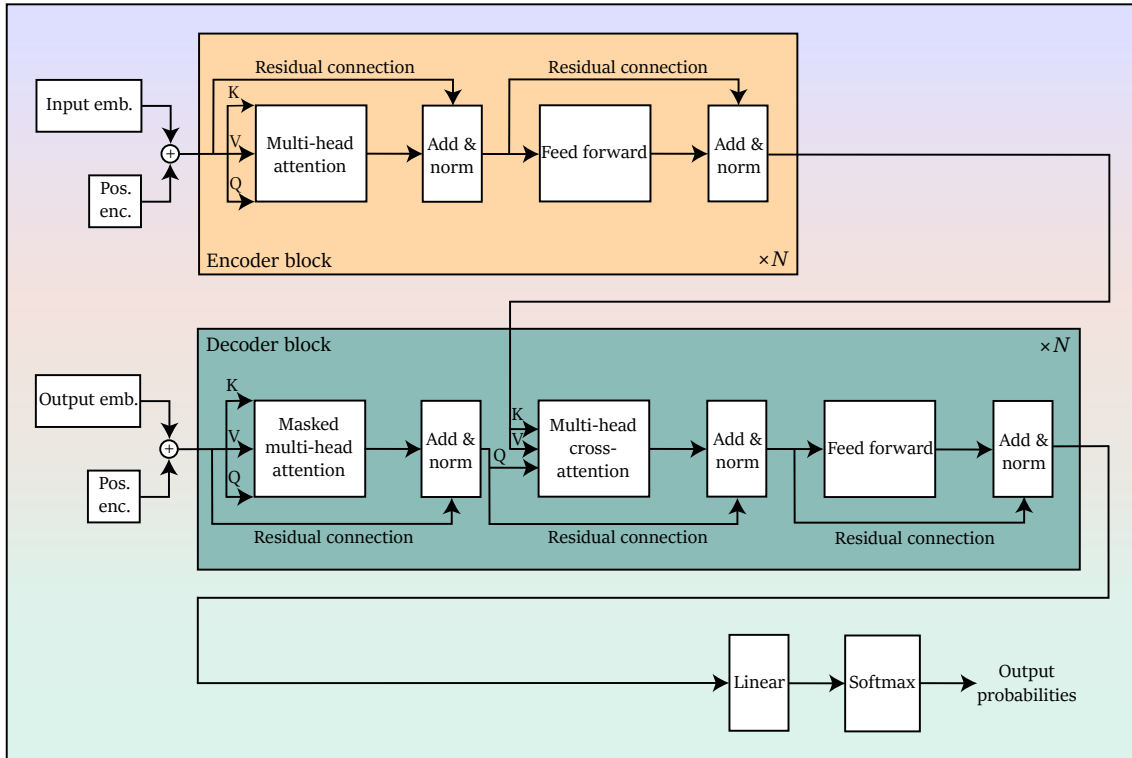 Residual connection
Residual connection
Input emb.
K
V
Q
Multi-head
attention
Add &
norm
Feed forward
Add &
norm
+
Pos.
enc.
Encoder block
×N
Decoder block
×N
Output emb.
K
V
Q
Masked
multi-head
attention
Add &
norm
K
V
Q
Multi-head
cross-
attention
Add &
norm
Feed forward
Add &
norm
+
Pos.
enc.
Residual connection
Residual connection
Residual connection
Linear
Softmax
Output
probabilities